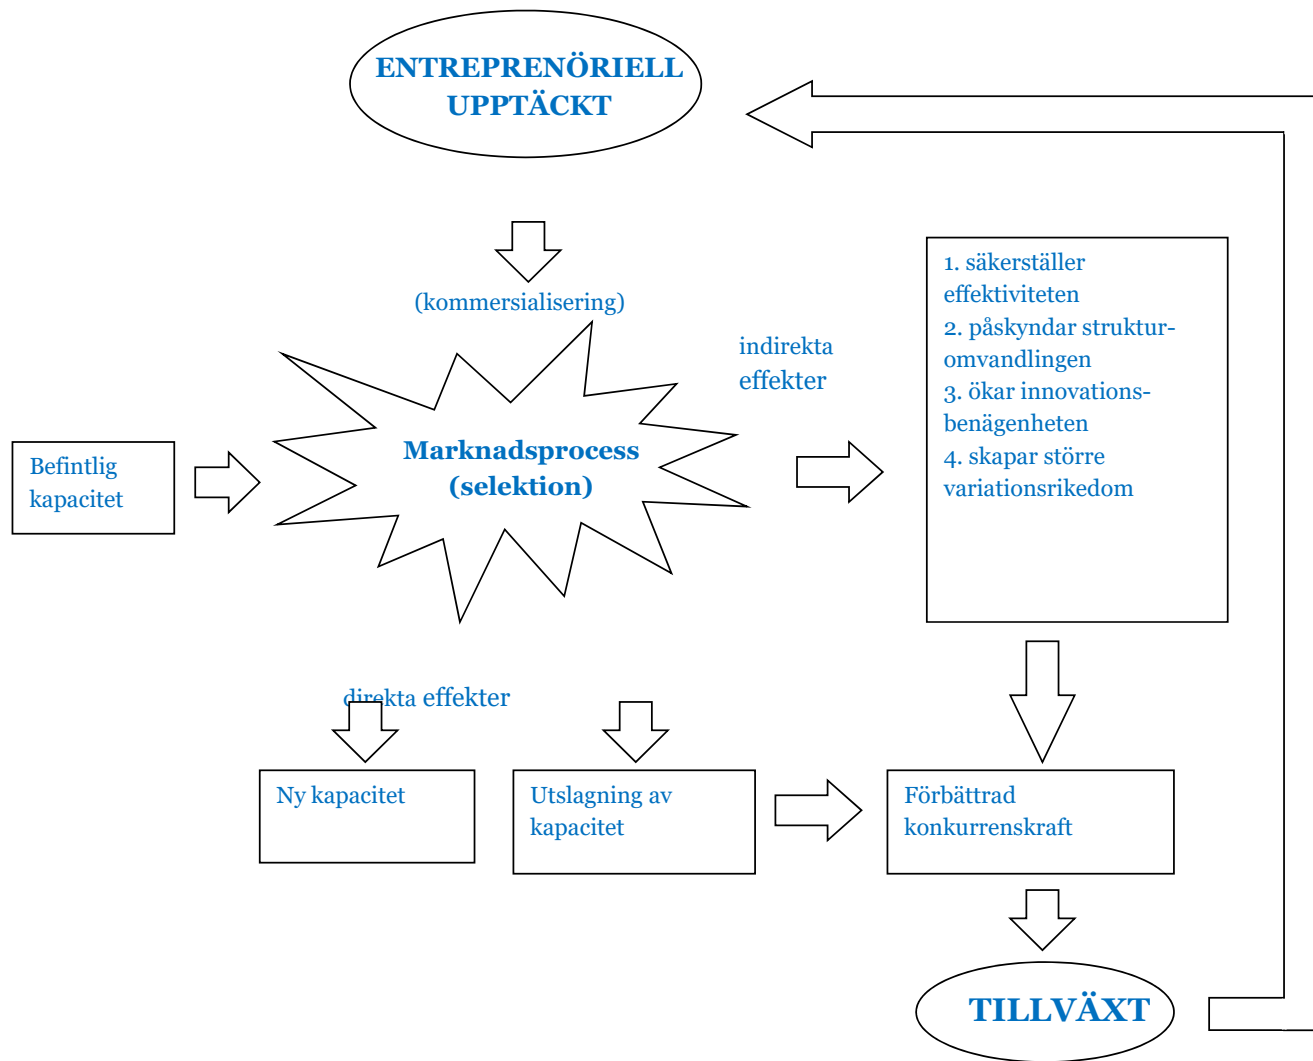 ENTREPRENÖRIELL
UPPTÄCKT
(kommersialisering)
indirekta
effekter
1. säkerställer
effektiviteten
2. påskyndar struktur-
omvandlingen
3. ökar innovations-
benägenheten
4. skapar större
variationsrikedom
Befintlig
kapacitet
Marknadsprocess
(selektion)
direkta effekter
Ny kapacitet
Utslagning av
kapacitet
Förbättrad
konkurrenskraft
TILLVÄXT